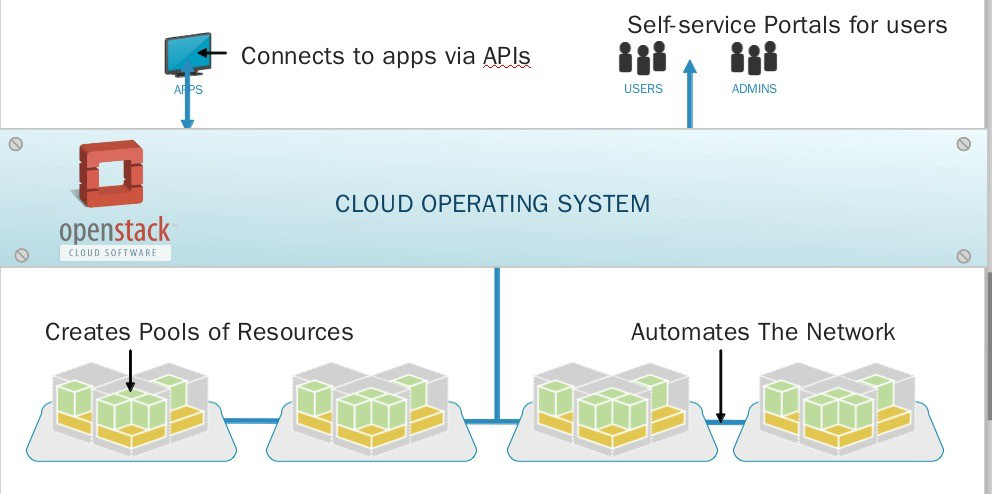 Self-service Portals for users
Connects to apps via APIs
APPS
USERS
ADMINS
openstack
CLOUD SOFTWARE
CLOUD OPERATING SYSTEM
Creates Pools of Resources
Automates The Network